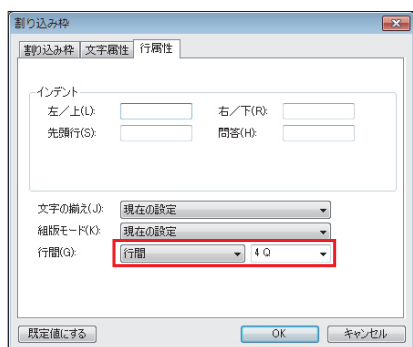 割り込み枠
割り込み枠 文字属性 行属性
インデント
左／上(L): 右／下(R):
先頭行(S): 問答(H):
文字の揃え(J): 現在の設定
組版モード(K): 現在の設定
行間(G): 行間 4 Q
既定値にする OK キャンセル